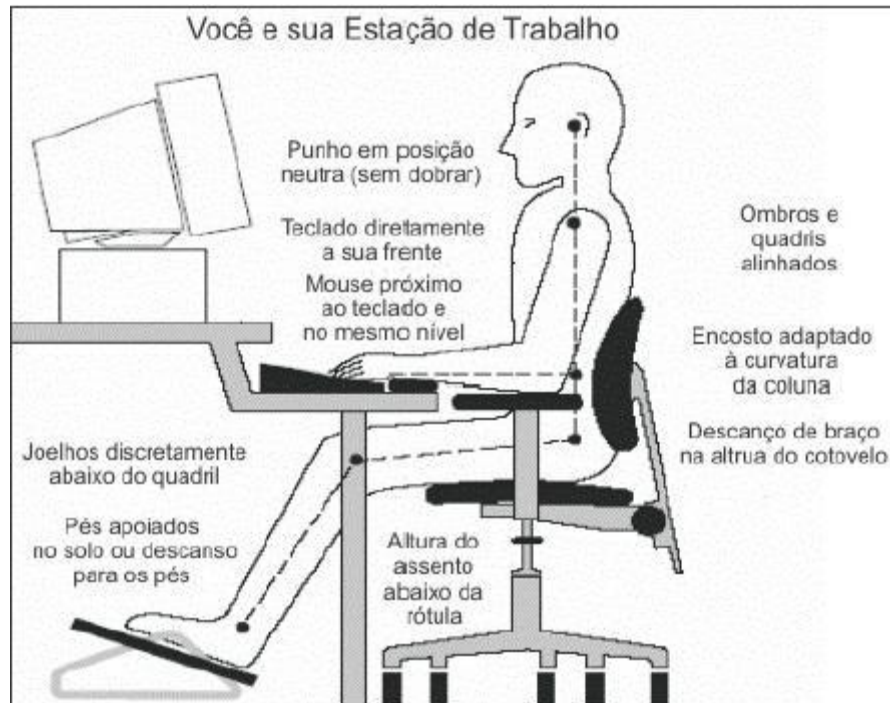 Você e sua Estação de Trabalho
Punho em posição
neutra (sem dobrar)
Teclado diretamente
a sua frente
Mouse próximo
ao teclado e
no mesmo nível
Ombros e
quadris
alinhados
Encosto adaptado
à curvatura
da coluna
Descanço de braço
na altrua do cotovelo
Joelhos discretamente
abaixo do quadril
Pés apoiados
no solo ou descanso
para os pés
Altura do
assento
abaixo da
rótula